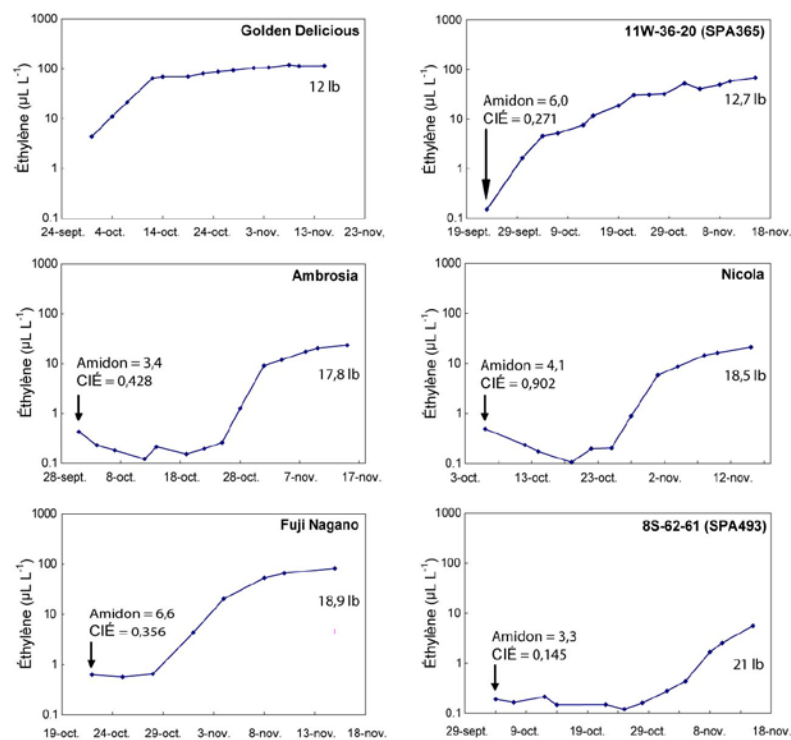 Golden Delicious
Éthylène (µL L⁻¹)
1000
100
10
1
0.1
12 lb
24-sept. 4-oct. 14-oct. 24-oct. 3-nov. 13-nov. 23-nov.
11W-36-20 (SPA365)
Éthylène (µL L⁻¹)
1000
100
10
1
0.1
Amidon = 6,0
CIÉ = 0,271
12,7 lb
19-sept. 29-sept. 9-oct. 19-oct. 29-oct. 8-nov. 18-nov.
Ambrosia
Éthylène (µL L⁻¹)
1000
100
10
1
0.1
Amidon = 3,4
CIÉ = 0,428
17,8 lb
28-sept. 8-oct. 18-oct. 28-oct. 7-nov. 17-nov.
Nicola
Éthylène (µL L⁻¹)
1000
100
10
1
0.1
Amidon = 4,1
CIÉ = 0,902
18,5 lb
3-oct. 13-oct. 23-oct. 2-nov. 12-nov.
Fuji Nagano
Éthylène (µL L⁻¹)
1000
100
10
1
0.1
Amidon = 6,6
CIÉ = 0,356
18,9 lb
19-oct. 24-oct. 29-oct. 3-nov. 8-nov. 13-nov. 18-nov.
8S-62-61 (SPA493)
Éthylène (µL L⁻¹)
1000
100
10
1
0.1
Amidon = 3,3
CIÉ = 0,145
21 lb
29-sept. 9-oct. 19-oct. 29-oct. 8-nov. 18-nov.